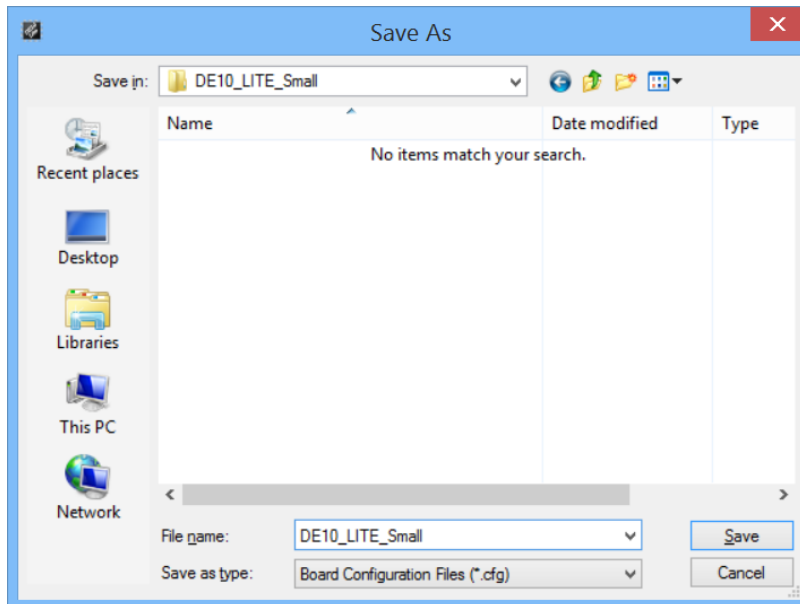 Save As
Save in: DE10_LITE_Small
Name Date modified Type
No items match your search.
Recent places
Desktop
Libraries
This PC
Network
File name: DE10_LITE_Small Save
Save as type: Board Configuration Files (*.cfg) Cancel